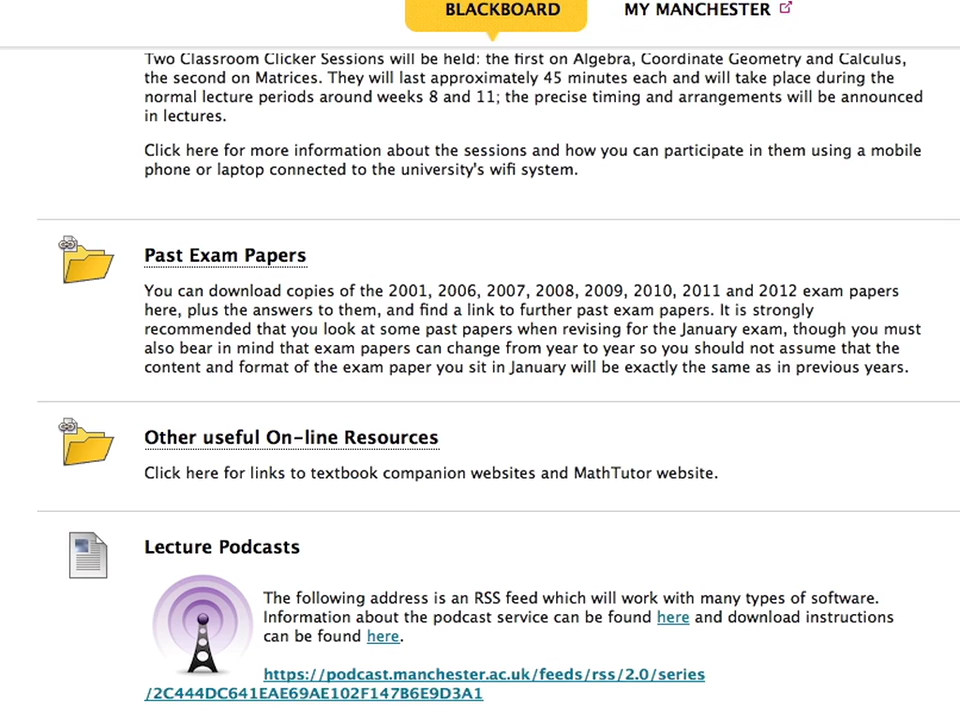 BLACKBOARD MY MANCHESTER
Two Classroom Clicker Sessions will be held: the first on Algebra, Coordinate Geometry and Calculus,
the second on Matrices. They will last approximately 45 minutes each and will take place during the
normal lecture periods around weeks 8 and 11; the precise timing and arrangements will be announced
in lectures.
Click here for more information about the sessions and how you can participate in them using a mobile
phone or laptop connected to the university's wifi system.
Past Exam Papers
You can download copies of the 2001, 2006, 2007, 2008, 2009, 2010, 2011 and 2012 exam papers
here, plus the answers to them, and find a link to further past exam papers. It is strongly
recommended that you look at some past papers when revising for the January exam, though you must
also bear in mind that exam papers can change from year to year so you should not assume that the
content and format of the exam paper you sit in January will be exactly the same as in previous years.
Other useful On-line Resources
Click here for links to textbook companion websites and MathTutor website.
Lecture Podcasts
The following address is an RSS feed which will work with many types of software.
Information about the podcast service can be found here and download instructions
can be found here.
https://podcast.manchester.ac.uk/feeds/rss/2.0/series
/2C444DC641EAE69AE102F147B6E9D3A1